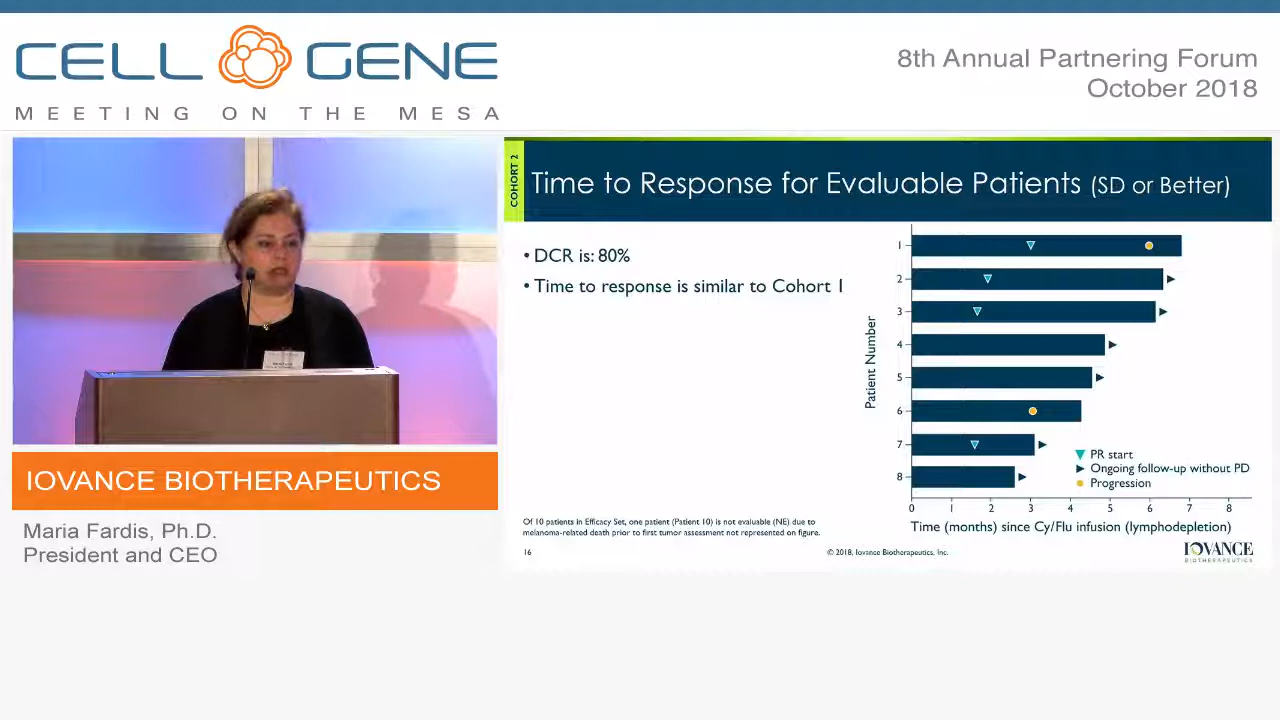 CELL GENE
MEETING ON THE MESA
8th Annual Partnering Forum
October 2018
COHORT 2
Time to Response for Evaluable Patients (SD or Better)
• DCR is: 80%
• Time to response is similar to Cohort 1
Patient Number
1
2
3
4
5
6
7
8
PR start
Ongoing follow-up without PD
Progression
0 1 2 3 4 5 6 7 8
Time (months) since Cy/Flu infusion (lymphodepletion)
Of 10 patients in Efficacy Set, one patient (Patient 10) is not evaluable (NE) due to
melanoma-related death prior to first tumor assessment not represented on figure.
16
© 2018, Iovance Biotherapeutics, Inc.
IOVANCE
BIOTHERAPEUTICS
IOVANCE BIOTHERAPEUTICS
Maria Fardis, Ph.D.
President and CEO